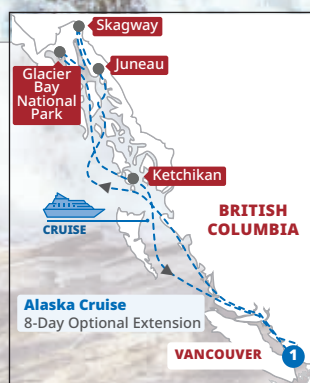 Skagway
Juneau
Glacier
Bay
National
Park
Ketchikan
CRUISE
BRITISH
COLUMBIA
Alaska Cruise
8-Day Optional Extension
VANCOUVER
1